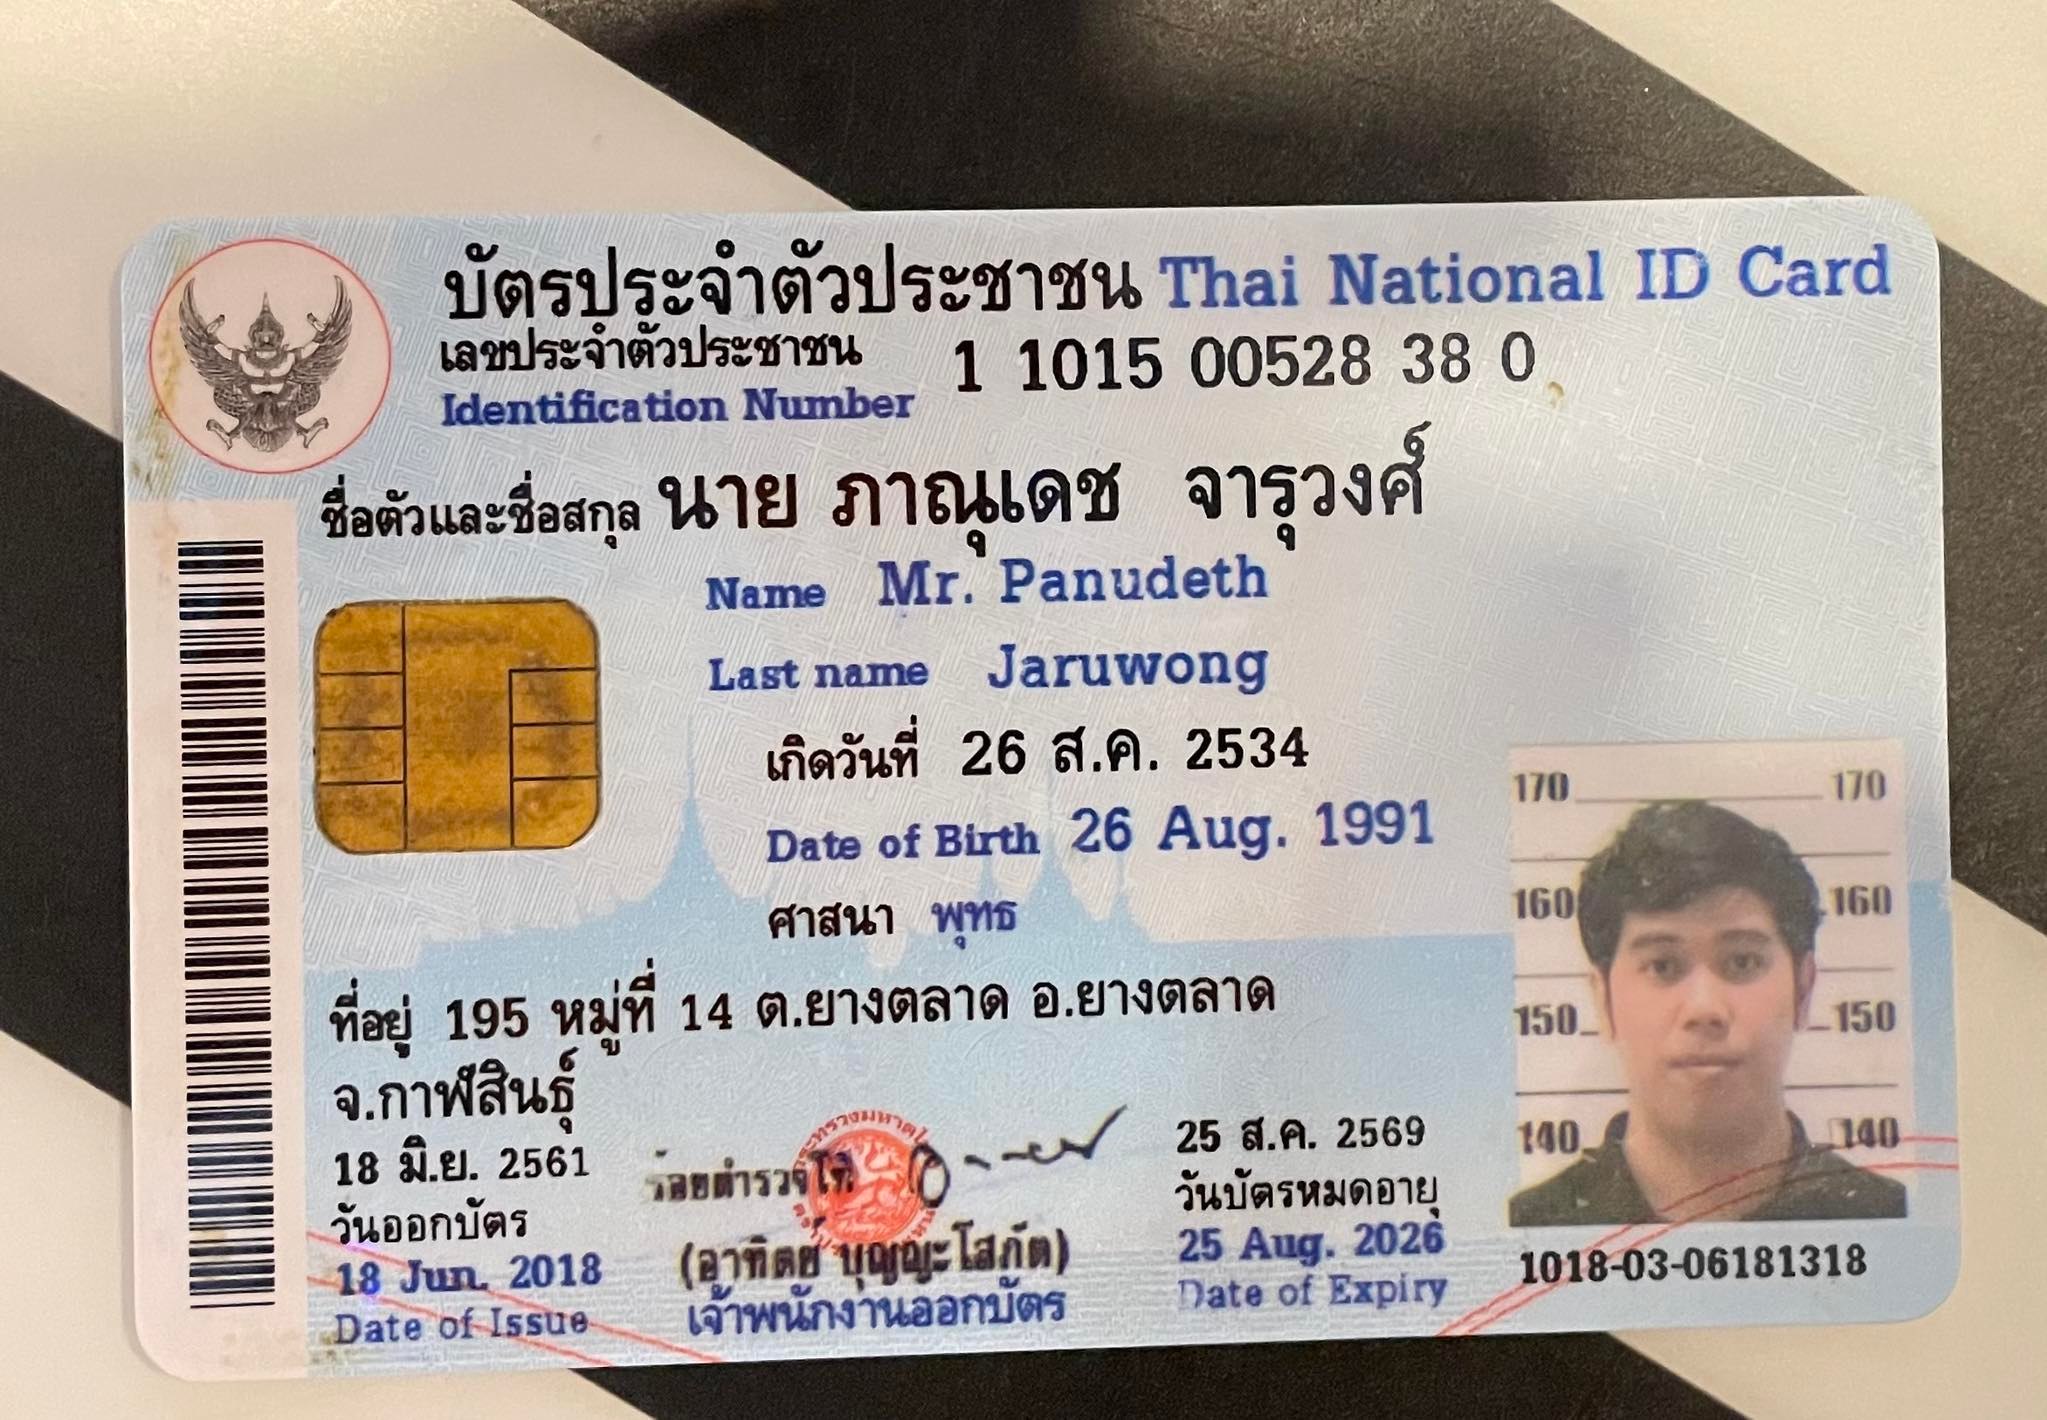 บัตรประจำตัวประชาชน Thai National ID Card
เลขประจำตัวประชาชน 1 1015 00528 38 0
Identification Number
ชื่อตัวและชื่อสกุล นาย ภาณุเดช จารุวงศ์
Name Mr. Panudeth
Last name Jaruwong
เกิดวันที่ 26 ส.ค. 2534
Date of Birth 26 Aug. 1991
ศาสนา พุทธ
ที่อยู่ 195 หมู่ที่ 14 ต.ยางตลาด อ.ยางตลาด
จ.กาฬสินธุ์
18 มิ.ย. 2561
วันออกบัตร
18 Jun. 2018
Date of Issue
ร้อยตำรวจโท
(อาทิตย์ บุญญะโสภัต)
เจ้าพนักงานออกบัตร
25 ส.ค. 2569
วันบัตรหมดอายุ
25 Aug. 2026
Date of Expiry
170 170
160 160
150 150
140 140
1018-03-06181318